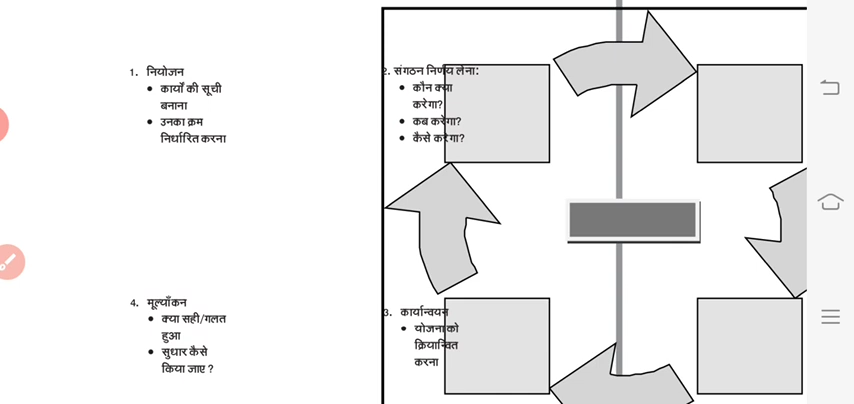 1. नियोजन
• कार्यों की सूची
बनाना
• उनका क्रम
निर्धारित करना
2. संगठन निर्णय लेना:
• कौन क्या
करेगा?
• कब करेगा?
• कैसे करेगा?
4. मूल्याँकन
• क्या सही/गलत
हुआ
• सुधार कैसे
किया जाए ?
3. कार्यान्वयन
• योजना को
क्रियान्वित
करना